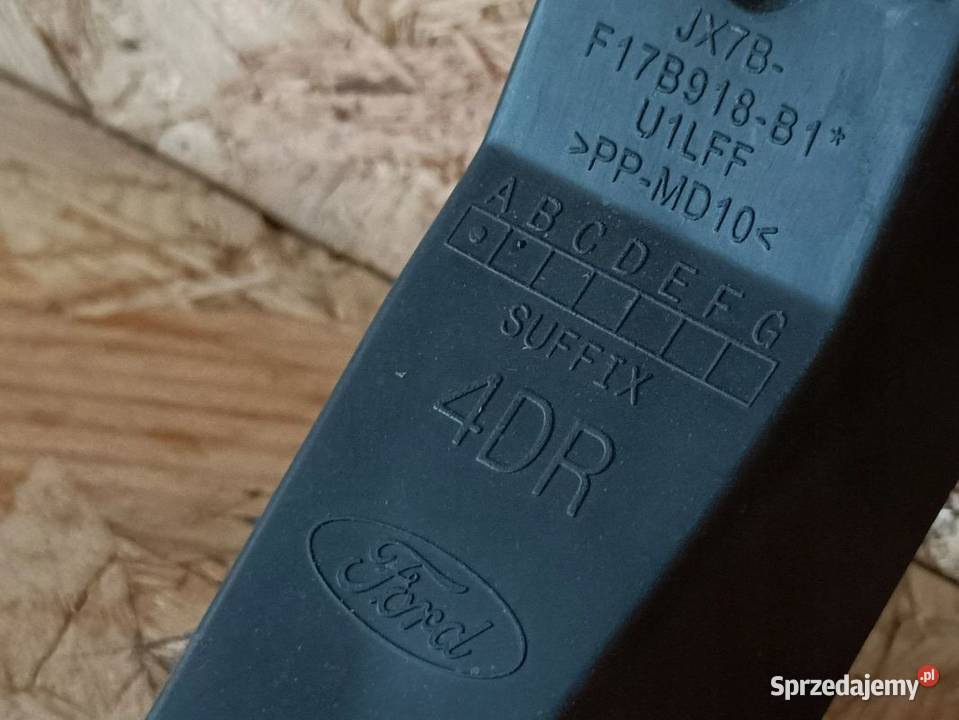 JX7B-
F17B918-B1*
U1LFF
>PP-MD10<
A B C D E F G
SUFFIX
4DR
Ford
Sprzedajemy.pl